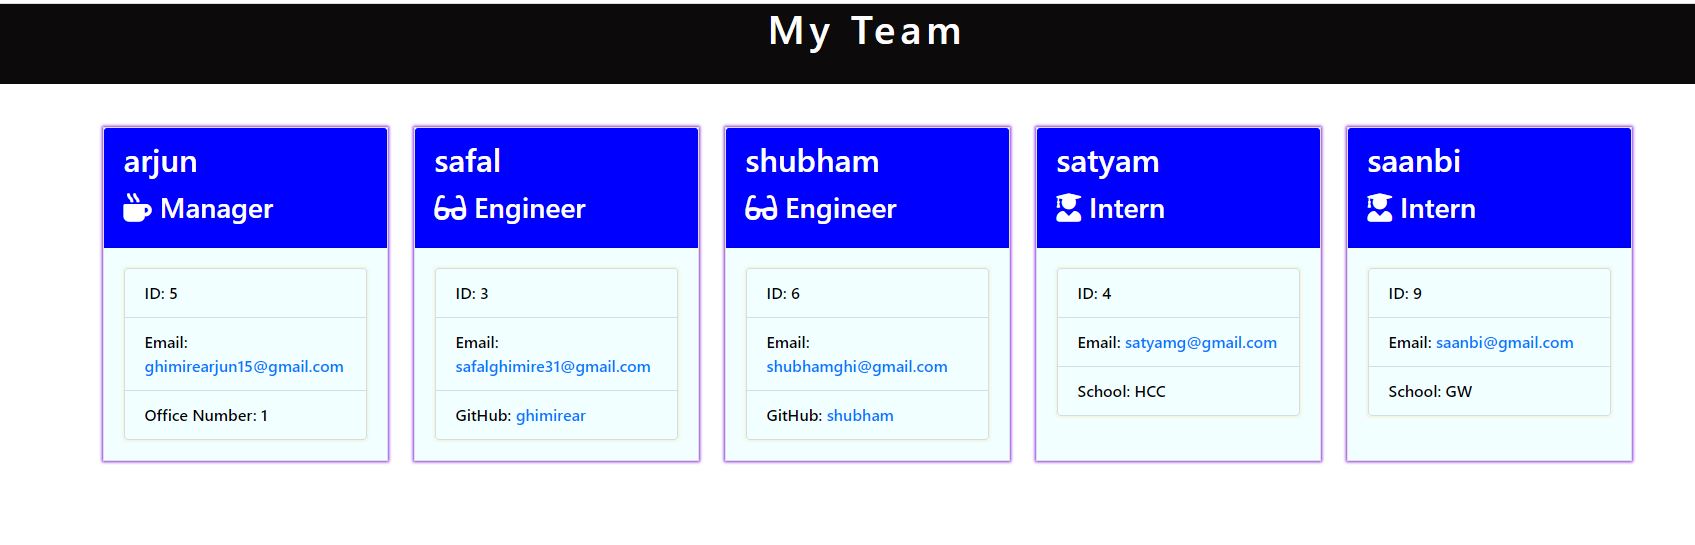 My Team
arjun
Manager
ID: 5
Email:
ghimirearjun15@gmail.com
Office Number: 1
safal
Engineer
ID: 3
Email:
safalghimire31@gmail.com
GitHub: ghimirear
shubham
Engineer
ID: 6
Email:
shubhamghi@gmail.com
GitHub: shubham
satyam
Intern
ID: 4
Email: satyamg@gmail.com
School: HCC
saanbi
Intern
ID: 9
Email: saanbi@gmail.com
School: GW